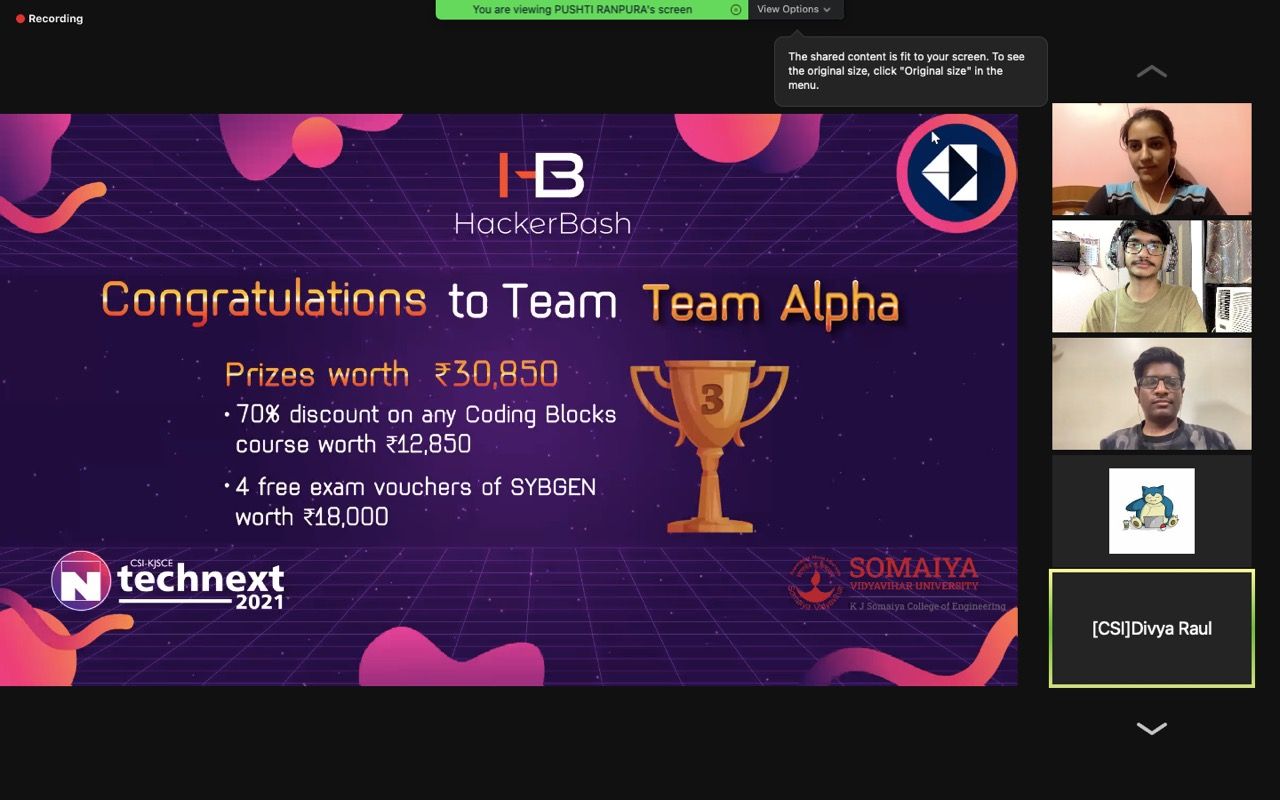 Recording
You are viewing PUSHTI RANPURA's screen
View Options
The shared content is fit to your screen. To see
the original size, click "Original size" in the
menu.
HB
HackerBash
Congratulations to Team Team Alpha
Prizes worth ₹30,850
• 70% discount on any Coding Blocks
course worth ₹12,850
• 4 free exam vouchers of SYBGEN
worth ₹18,000
3
N
CSI-KJSCE
technext
2021
SOMAIYA
VIDYAVIHAR UNIVERSITY
K J Somaiya College of Engineering
[CSI]Divya Raul